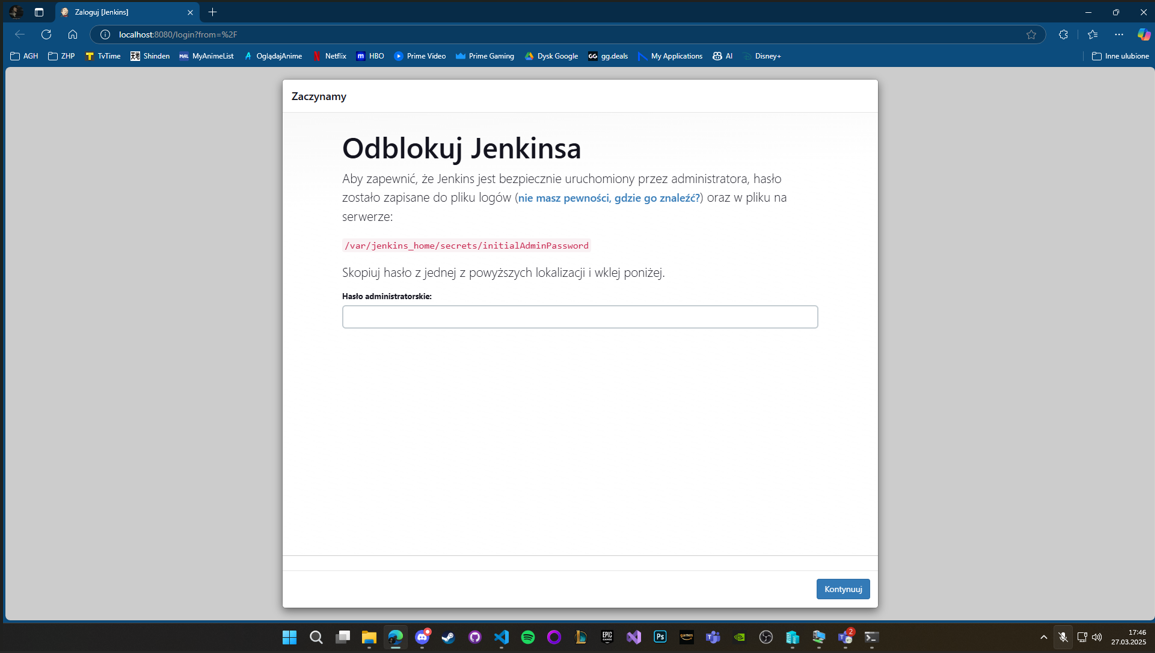 Zaloguj [Jenkins]
localhost:8080/login?from=%2F
AGH
ZHP
TvTime
Shinden
MyAnimeList
OglądajAnime
Netflix
HBO
Prime Video
Prime Gaming
Dysk Google
gg.deals
My Applications
AI
Disney+
Inne ulubione
Zaczynamy
Odblokuj Jenkinsa
Aby zapewnić, że Jenkins jest bezpiecznie uruchomiony przez administratora, hasło
zostało zapisane do pliku logów (nie masz pewności, gdzie go znaleźć?) oraz w pliku na
serwerze:
/var/jenkins_home/secrets/initialAdminPassword
Skopiuj hasło z jednej z powyższych lokalizacji i wklej poniżej.
Hasło administratorskie:
Kontynuuj
17:46
27.03.2025